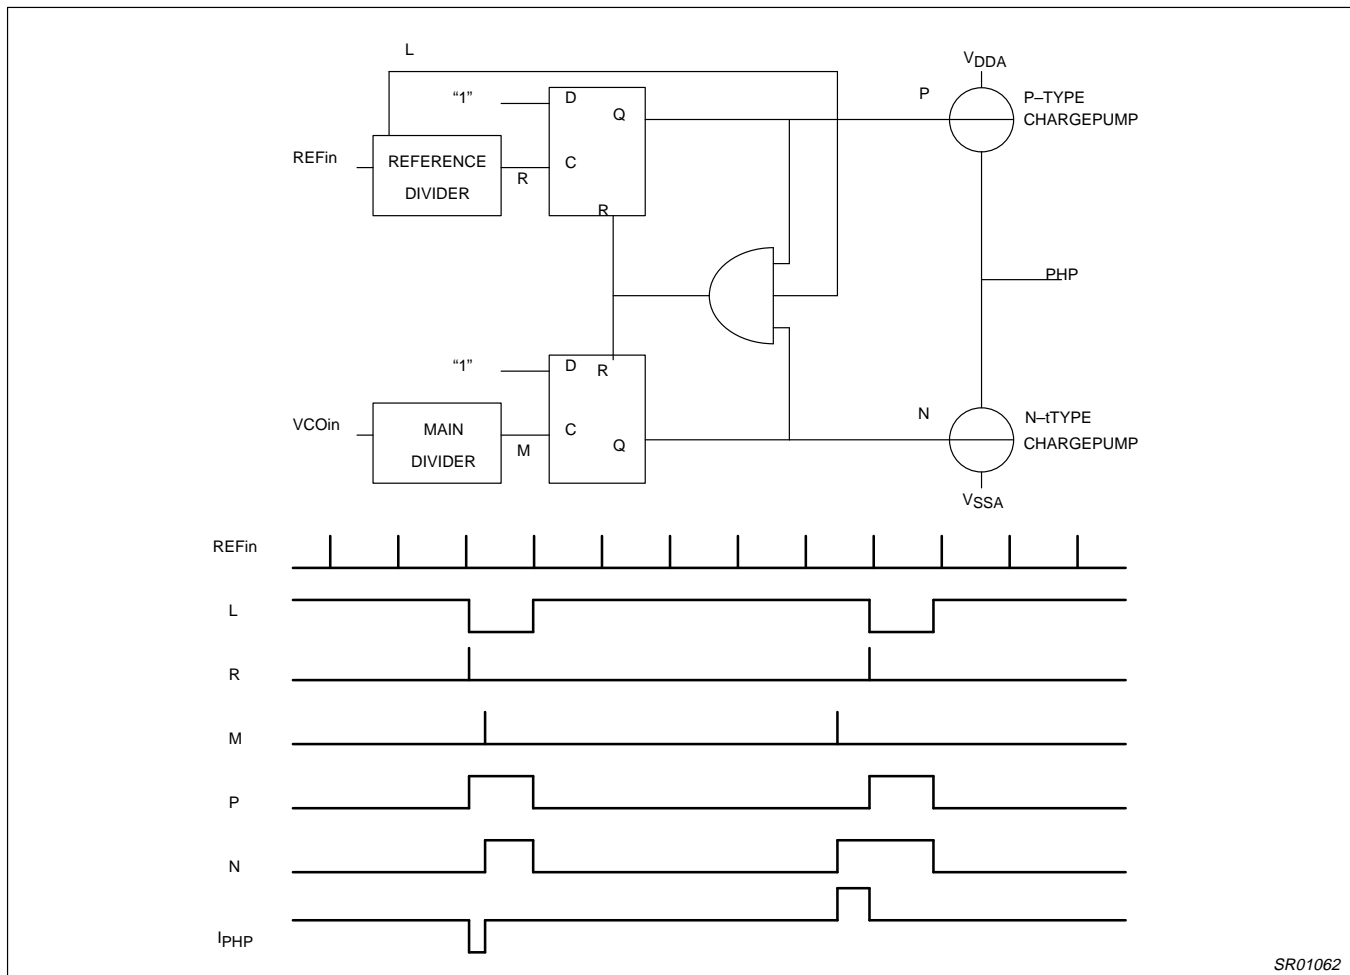 L
VDDA
“1”
D
P
P–TYPE
CHARGEPUMP
Q
REFin
REFERENCE
DIVIDER
R
C
R
PHP
“1”
D
R
N
N–tTYPE
CHARGEPUMP
VCOin
MAIN
DIVIDER
M
C
Q
VSSA
REFin
L
R
M
P
N
IPHP
SR01062